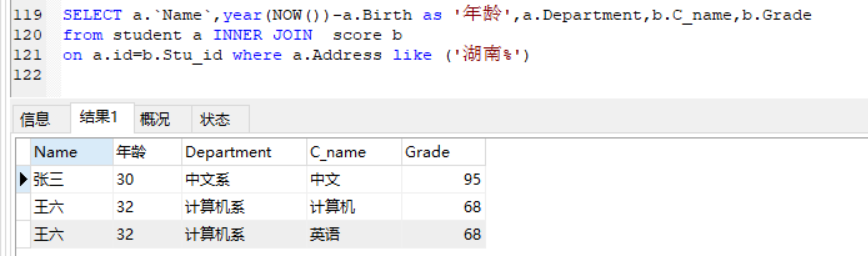 119 SELECT a.`Name`,year(NOW())-a.Birth as '年龄',a.Department,b.C_name,b.Grade
120 from student a INNER JOIN  score b
121 on a.id=b.Stu_id where a.Address like ('湖南%')
122
信息 结果1 概况 状态
Name 年龄 Department C_name Grade
张三 30 中文系 中文 95
王六 32 计算机系 计算机 68
王六 32 计算机系 英语 68